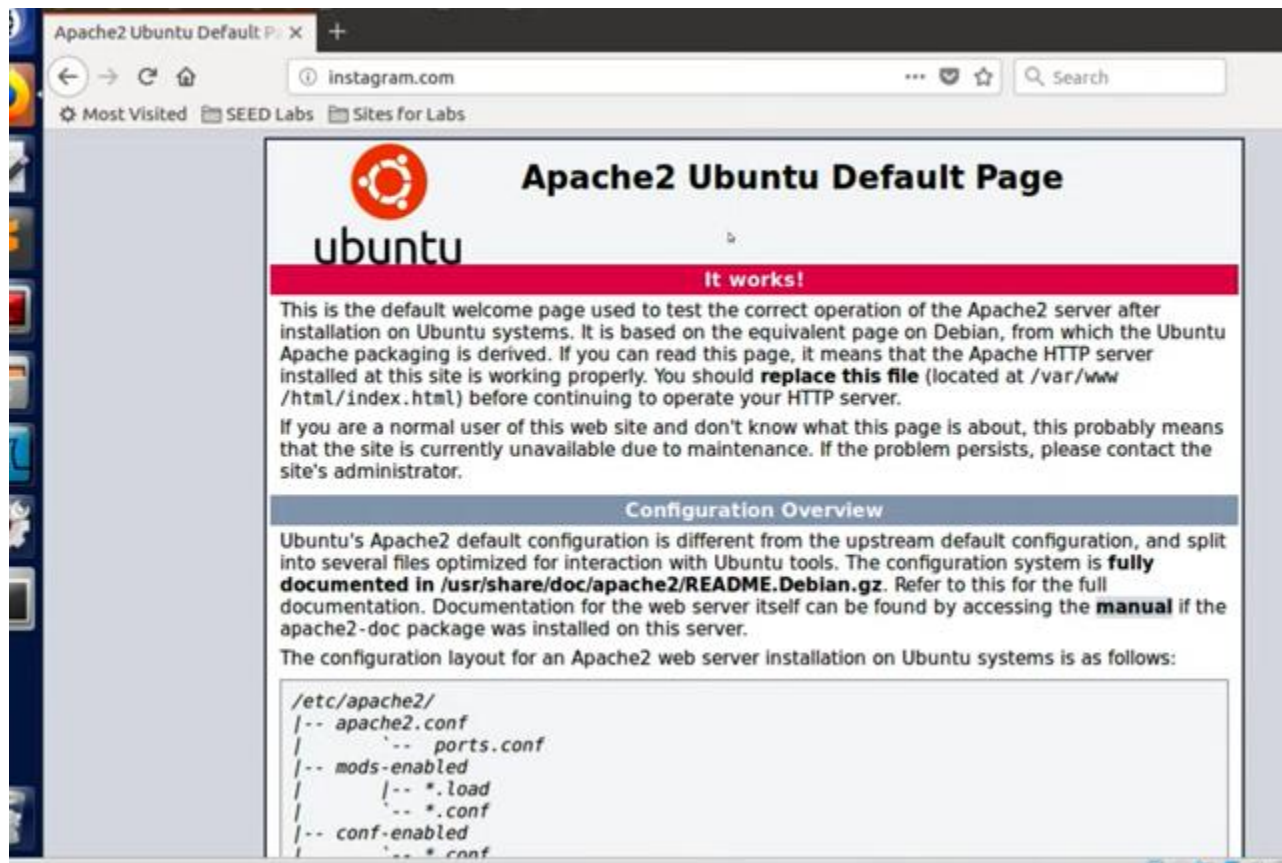 Apache2 Ubuntu Default Pa
instagram.com
Search
Most Visited SEED Labs Sites for Labs
Apache2 Ubuntu Default Page
ubuntu
It works!
This is the default welcome page used to test the correct operation of the Apache2 server after
installation on Ubuntu systems. It is based on the equivalent page on Debian, from which the Ubuntu
Apache packaging is derived. If you can read this page, it means that the Apache HTTP server
installed at this site is working properly. You should replace this file (located at /var/www
/html/index.html) before continuing to operate your HTTP server.
If you are a normal user of this web site and don't know what this page is about, this probably means
that the site is currently unavailable due to maintenance. If the problem persists, please contact the
site's administrator.
Configuration Overview
Ubuntu's Apache2 default configuration is different from the upstream default configuration, and split
into several files optimized for interaction with Ubuntu tools. The configuration system is fully
documented in /usr/share/doc/apache2/README.Debian.gz. Refer to this for the full
documentation. Documentation for the web server itself can be found by accessing the manual if the
apache2-doc package was installed on this server.
The configuration layout for an Apache2 web server installation on Ubuntu systems is as follows:
/etc/apache2/
|-- apache2.conf
|       `--  ports.conf
|-- mods-enabled
|       |-- *.load
|       `-- *.conf
|-- conf-enabled
|       `-- *.conf